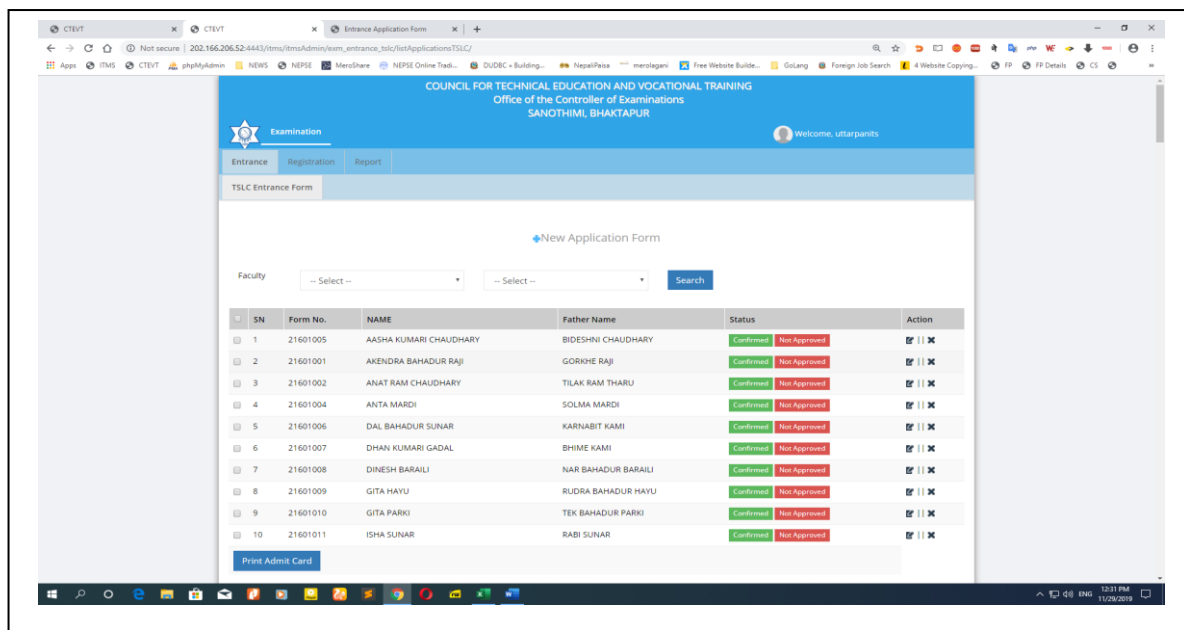 CTEVT × CTEVT × Entrance Application Form × +
Not secure | 202.166.206.52:4443/itms/itmsAdmin/exm_entrance_tslc/listApplicationsTSLC/
Apps ITMS CTEVT phpMyAdmin NEWS NEPSE MeroShare NEPSE Online Tradi... DUDBC » Building... NepaliPaisa merolagani Free Website Builde... GoLang Foreign Job Search 4 Website Copying... FP FP Details CS
COUNCIL FOR TECHNICAL EDUCATION AND VOCATIONAL TRAINING
Office of the Controller of Examinations
SANOTHIMI, BHAKTAPUR
Examination Welcome, uttarpanits
Entrance Registration Report
TSLC Entrance Form
New Application Form
Faculty -- Select -- -- Select -- Search
SN Form No. NAME Father Name Status Action
1 21601005 AASHA KUMARI CHAUDHARY BIDESHNI CHAUDHARY Confirmed Not Approved ||
2 21601001 AKENDRA BAHADUR RAJI GORKHE RAJI Confirmed Not Approved ||
3 21601002 ANAT RAM CHAUDHARY TILAK RAM THARU Confirmed Not Approved ||
4 21601004 ANTA MARDI SOLMA MARDI Confirmed Not Approved ||
5 21601006 DAL BAHADUR SUNAR KARNABIT KAMI Confirmed Not Approved ||
6 21601007 DHAN KUMARI GADAL BHIME KAMI Confirmed Not Approved ||
7 21601008 DINESH BARAILI NAR BAHADUR BARAILI Confirmed Not Approved ||
8 21601009 GITA HAYU RUDRA BAHADUR HAYU Confirmed Not Approved ||
9 21601010 GITA PARKI TEK BAHADUR PARKI Confirmed Not Approved ||
10 21601011 ISHA SUNAR RABI SUNAR Confirmed Not Approved ||
Print Admit Card
ENG 12:31 PM
11/29/2019